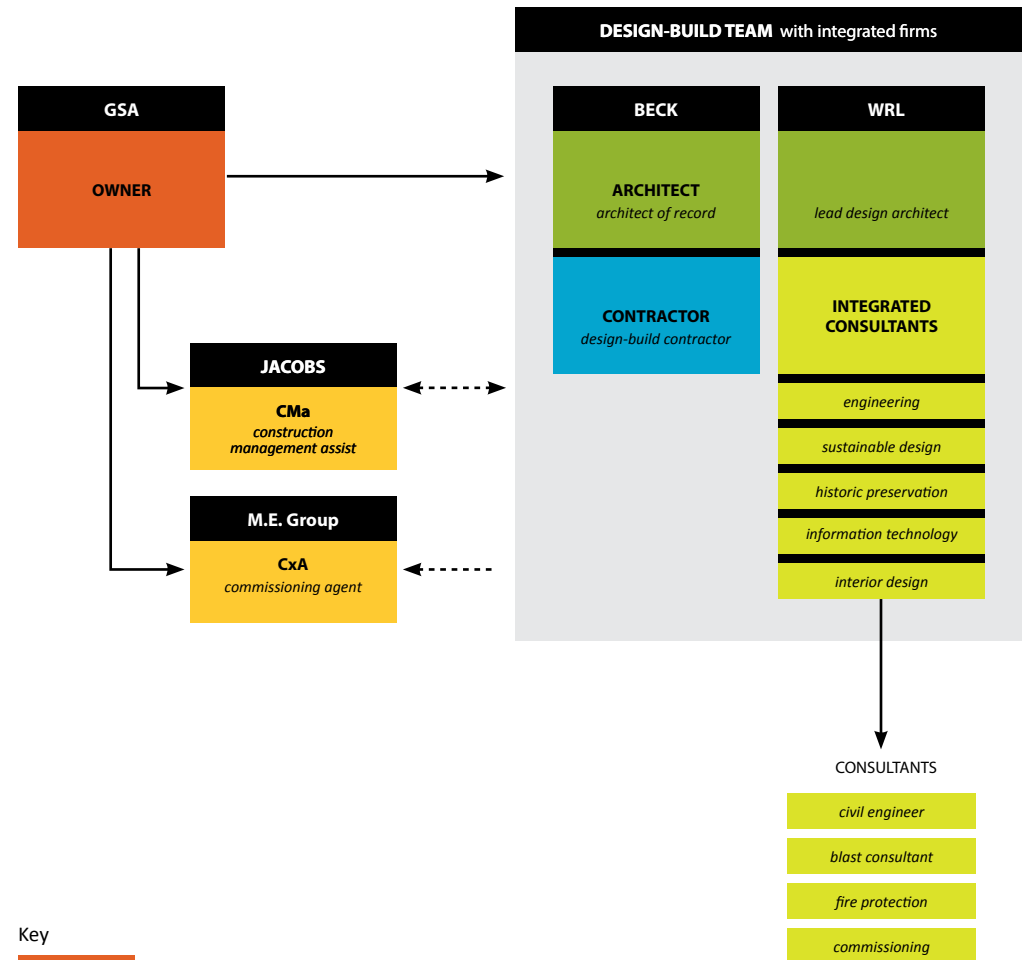 DESIGN-BUILD TEAM with integrated firms
GSA
OWNER
BECK
ARCHITECT
architect of record
CONTRACTOR
design-build contractor
WRL
lead design architect
INTEGRATED
CONSULTANTS
engineering
sustainable design
historic preservation
information technology
interior design
JACOBS
CMa
construction
management assist
M.E. Group
CxA
commissioning agent
CONSULTANTS
civil engineer
blast consultant
fire protection
commissioning
Key